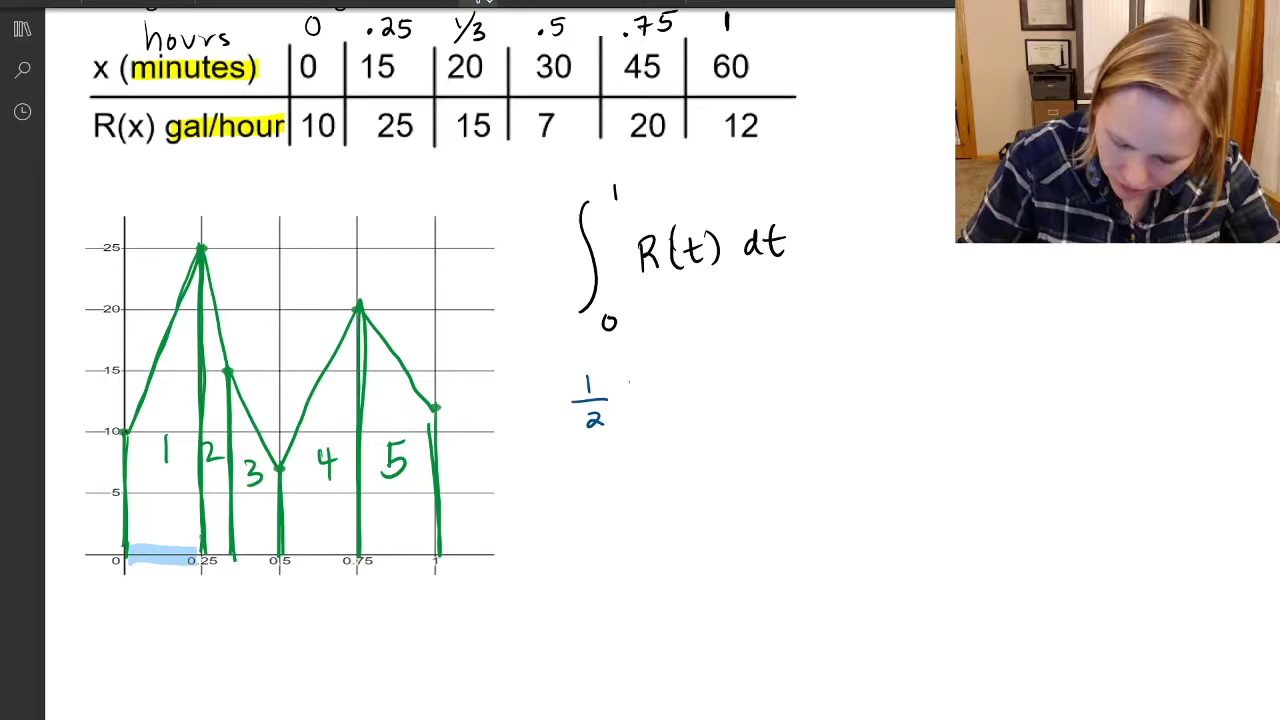 hours 0 .25 1/3 .5 .75 1
x (minutes) 0 15 20 30 45 60
R(x) gal/hour 10 25 15 7 20 12
∫₀¹ R(t) dt
1/2
25
20
15
10
5
1 2 3 4 5
0 0.25 0.5 0.75 1